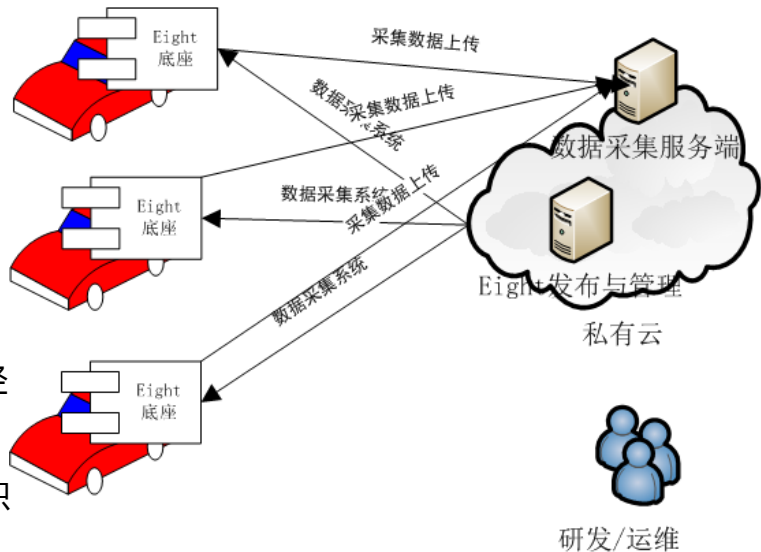 Eight
底座
采集数据上传
数据采集系统
采集数据上传
数据采集服务端
Eight
底座
数据采集系统
采集数据上传
Eight发布与管理
私有云
数据采集系统
Eight
底座
研发/运维